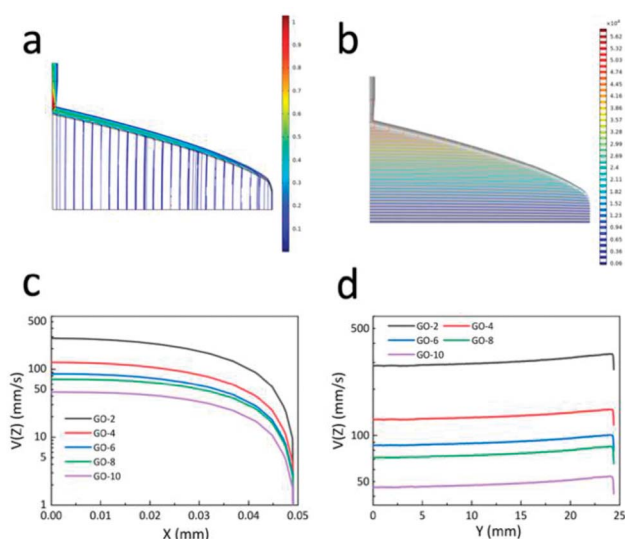 a
1
0.9
0.8
0.7
0.6
0.5
0.4
0.3
0.2
0.1
b
×10⁴
5.82
5.62
5.03
4.74
4.45
4.16
3.86
3.57
3.28
2.99
2.69
2.4
2.11
1.82
1.52
1.23
0.94
0.65
0.36
0.06
c
500
100
50
10
5
1
V(Z) (mm/s)
GO-2
GO-4
GO-6
GO-8
GO-10
0.00 0.01 0.02 0.03 0.04 0.05
X (mm)
d
GO-2 GO-4
GO-6 GO-8
GO-10
500
100
50
V(Z) (mm/s)
0 5 10 15 20 25
Y (mm)